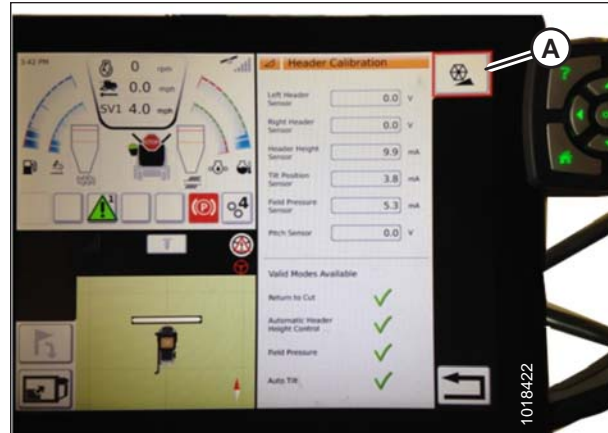 5:42 PM
0 rpm
0.0 mph
SV1 4.0 mph
1
(P)
4
Header Calibration
Left Header
Sensor
0.0 V
Right Header
Sensor
0.0 V
Header Height
Sensor
9.9 mA
Tilt Position
Sensor
3.8 mA
Field Pressure
Sensor
5.3 mA
Pitch Sensor
0.0 V
Valid Modes Available
Return to Cut
Automatic Header
Height Control ...
Field Pressure
Auto Tilt
A
?
1018422